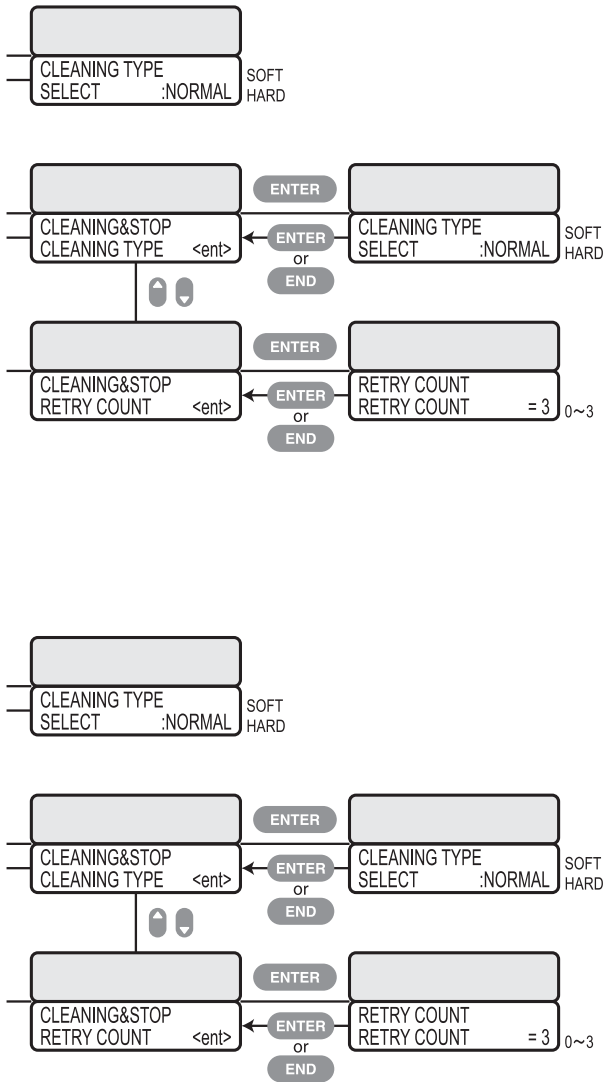 CLEANING TYPE
SELECT :NORMAL
SOFT
HARD
ENTER
CLEANING&STOP
CLEANING TYPE <ent>
ENTER
or
END
CLEANING TYPE
SELECT :NORMAL
SOFT
HARD
ENTER
CLEANING&STOP
RETRY COUNT <ent>
ENTER
or
END
RETRY COUNT
RETRY COUNT = 3
0~3
CLEANING TYPE
SELECT :NORMAL
SOFT
HARD
ENTER
CLEANING&STOP
CLEANING TYPE <ent>
ENTER
or
END
CLEANING TYPE
SELECT :NORMAL
SOFT
HARD
ENTER
CLEANING&STOP
RETRY COUNT <ent>
ENTER
or
END
RETRY COUNT
RETRY COUNT = 3
0~3